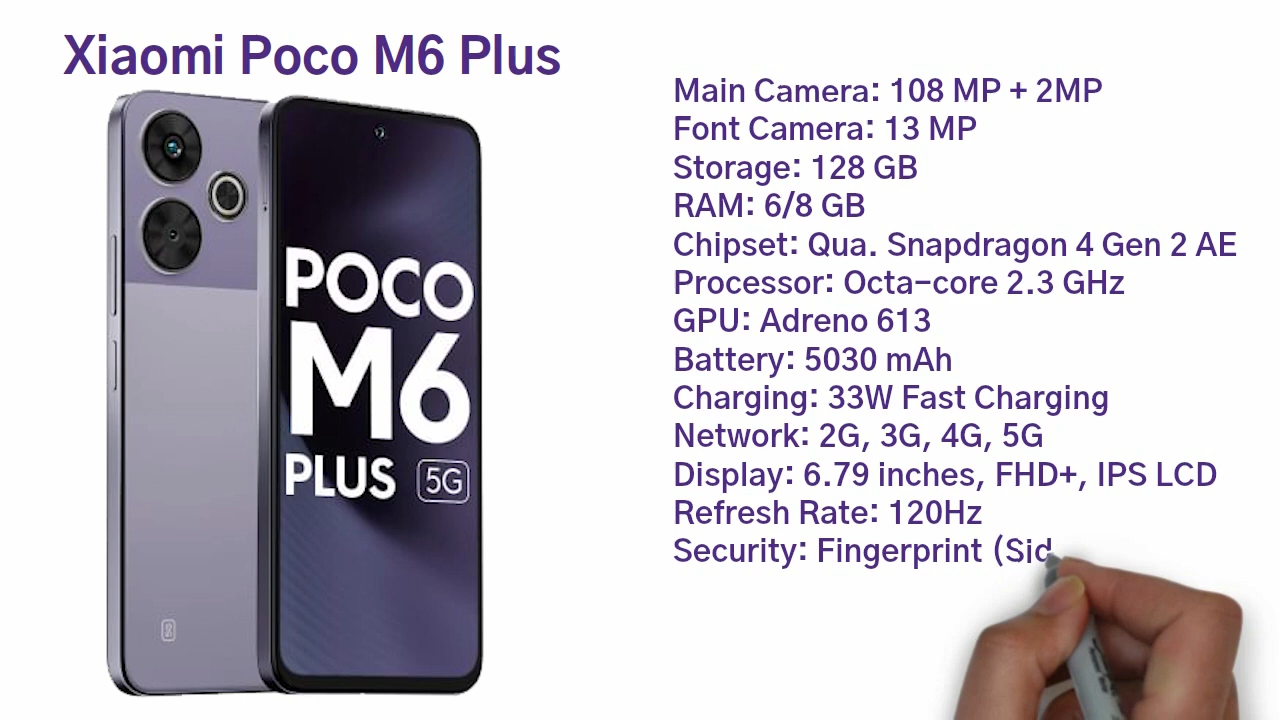 Xiaomi Poco M6 Plus
Main Camera: 108 MP + 2MP
Font Camera: 13 MP
Storage: 128 GB
RAM: 6/8 GB
Chipset: Qua. Snapdragon 4 Gen 2 AE
Processor: Octa-core 2.3 GHz
GPU: Adreno 613
Battery: 5030 mAh
Charging: 33W Fast Charging
Network: 2G, 3G, 4G, 5G
Display: 6.79 inches, FHD+, IPS LCD
Refresh Rate: 120Hz
Security: Fingerprint (Sid
POCO
M6
PLUS 5G